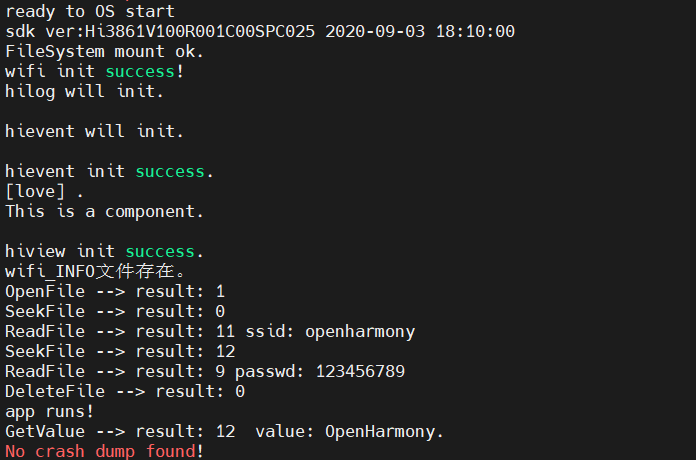 ready to OS start
sdk ver:Hi3861V100R001C00SPC025 2020-09-03 18:10:00
FileSystem mount ok.
wifi init success!
hilog will init.
hievent will init.
hievent init success.
[love] .
This is a component.
hiview init success.
wifi_INFO文件存在。
OpenFile --> result: 1
SeekFile --> result: 0
ReadFile --> result: 11 ssid: openharmony
SeekFile --> result: 12
ReadFile --> result: 9 passwd: 123456789
DeleteFile --> result: 0
app runs!
GetValue --> result: 12  value: OpenHarmony.
No crash dump found!